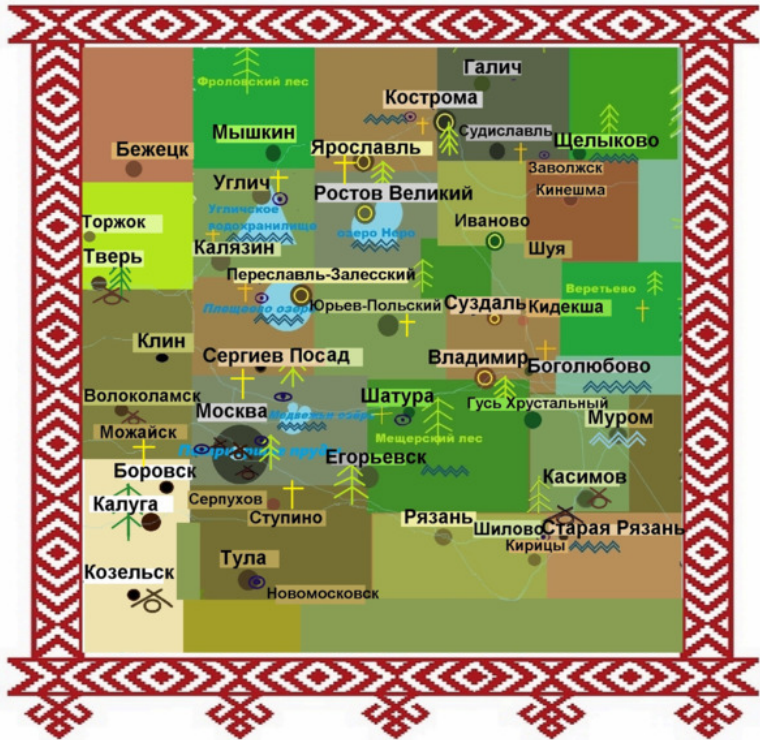 Галич
Фроловский лес
Кострома
Мышкин
Судиславль
Ярославль
Щелыково
Бежецк
Заволжск
Углич
Ростов Великий
Кинешма
Угличское
водохранилище
Торжок
Иваново
озеро Неро
Калязин
Шуя
Тверь
Переславль-Залесский
Веретьево
Юрьев-Польский
Суздаль
Кидекша
Клин
Сергиев Посад
Владимир
Боголюбово
Волоколамск
Шатура
Гусь Хрустальный
Москва
Муром
Можайск
Мещерский лес
Егорьевск
Боровск
Касимов
Калуга
Серпухов
Ступино
Рязань
Шилово
Старая Рязань
Кирицы
Тула
Козельск
Новомосковск